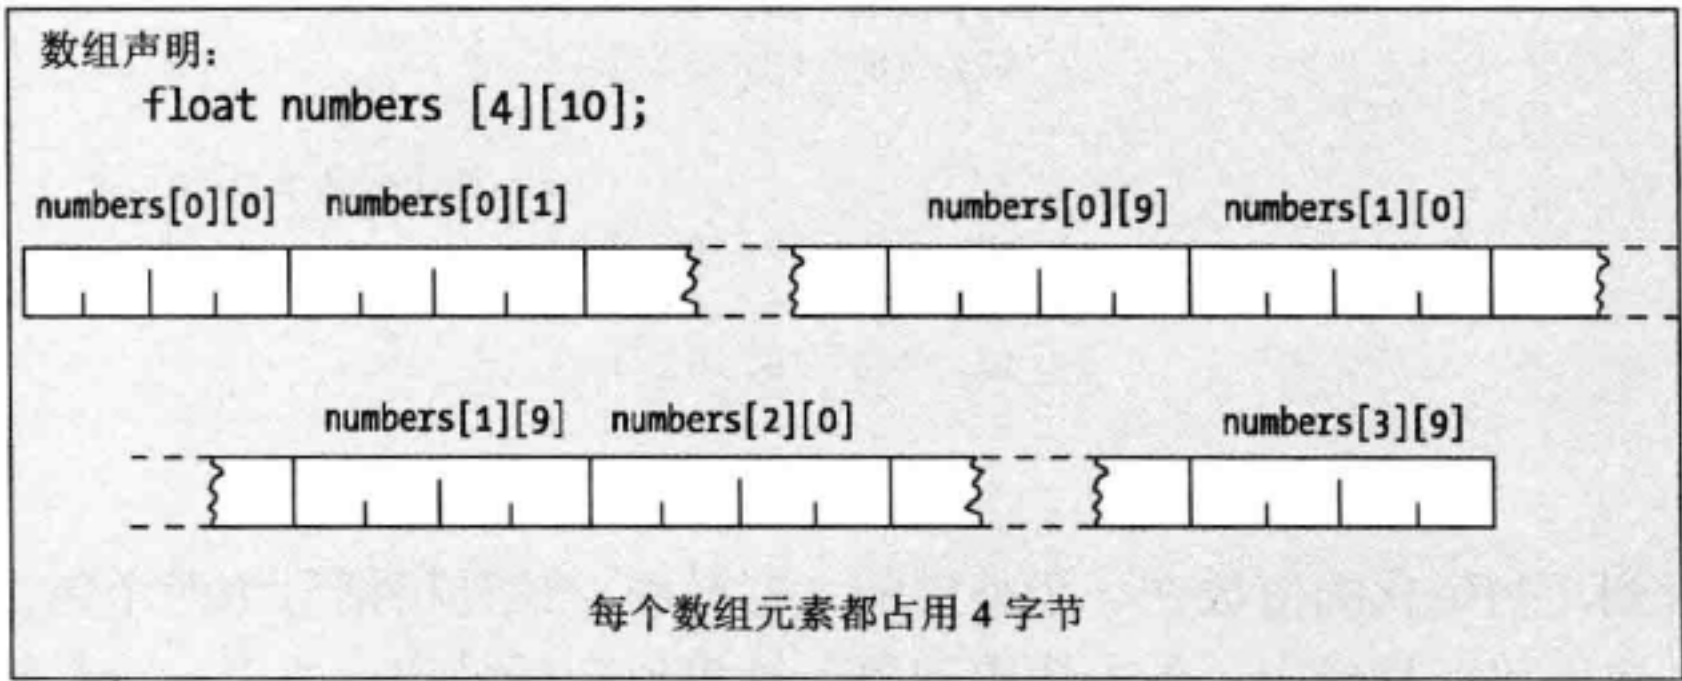 数组声明：
float numbers [4][10];
numbers[0][0] numbers[0][1] numbers[0][9] numbers[1][0]
numbers[1][9] numbers[2][0] numbers[3][9]
每个数组元素都占用 4 字节